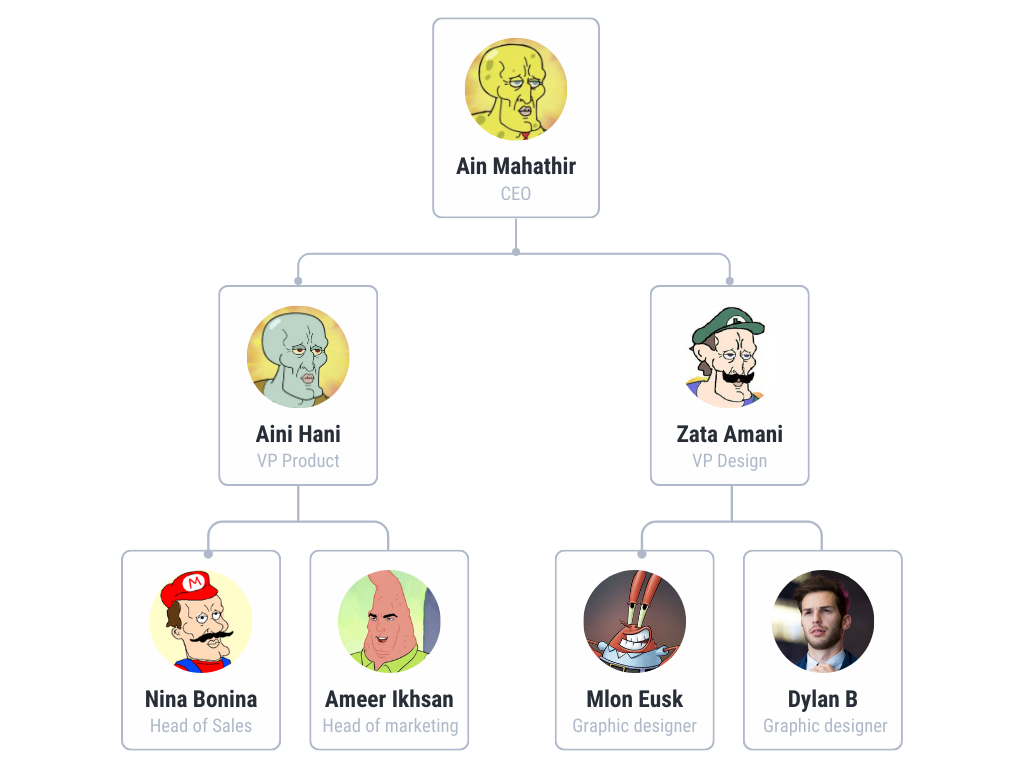 Ain Mahathir
CEO
Aini Hani
VP Product
Zata Amani
VP Design
Nina Bonina
Head of Sales
Ameer Ikhsan
Head of marketing
Mlon Eusk
Graphic designer
Dylan B
Graphic designer
M
L